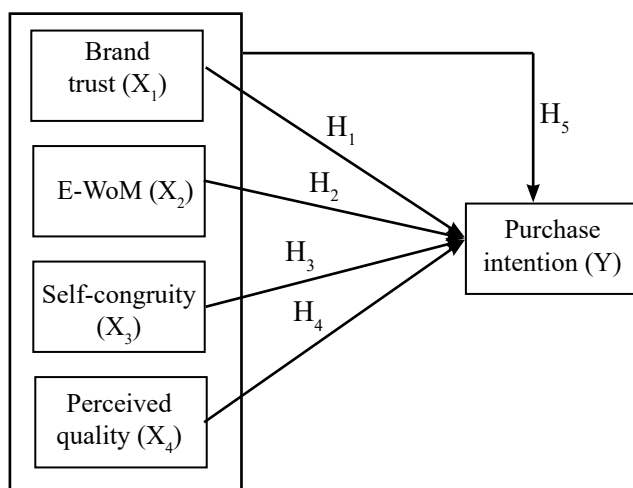 Brand
trust (X₁)
H₁
H₅
E-WoM (X₂)
H₂
Purchase
intention (Y)
Self-congruity
(X₃)
H₃
H₄
Perceived
quality (X₄)